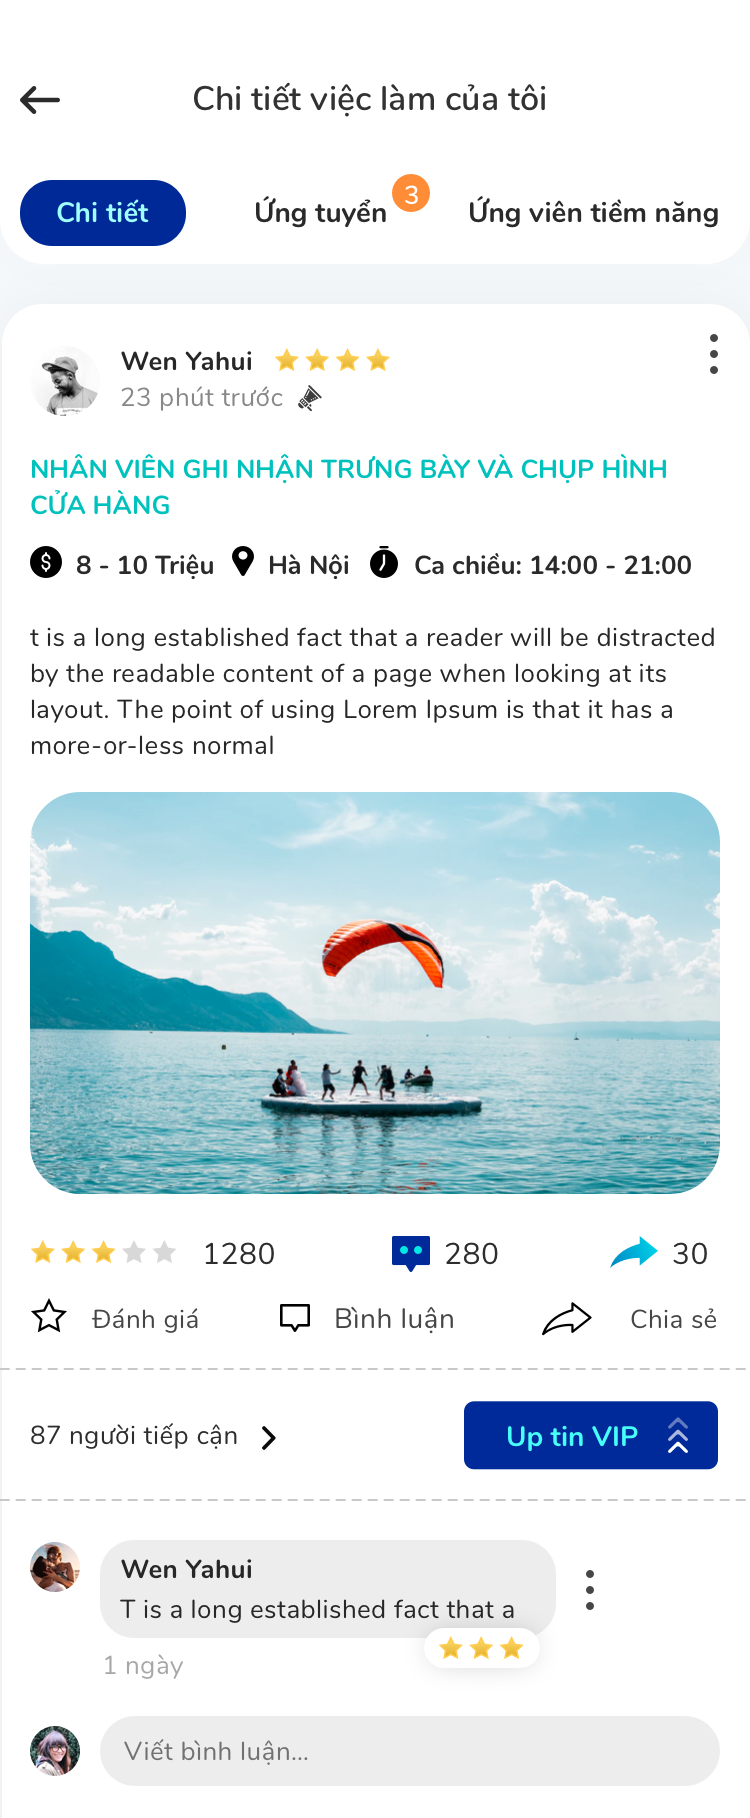 Chi tiết việc làm của tôi
Chi tiết
Ứng tuyển
3
Ứng viên tiềm năng
Wen Yahui
23 phút trước
NHÂN VIÊN GHI NHẬN TRƯNG BÀY VÀ CHỤP HÌNH
CỬA HÀNG
8 - 10 Triệu
Hà Nội
Ca chiều: 14:00 - 21:00
t is a long established fact that a reader will be distracted
by the readable content of a page when looking at its
layout. The point of using Lorem Ipsum is that it has a
more-or-less normal
1280
280
30
Đánh giá
Bình luận
Chia sẻ
87 người tiếp cận
Up tin VIP
Wen Yahui
T is a long established fact that a
1 ngày
Viết bình luận...